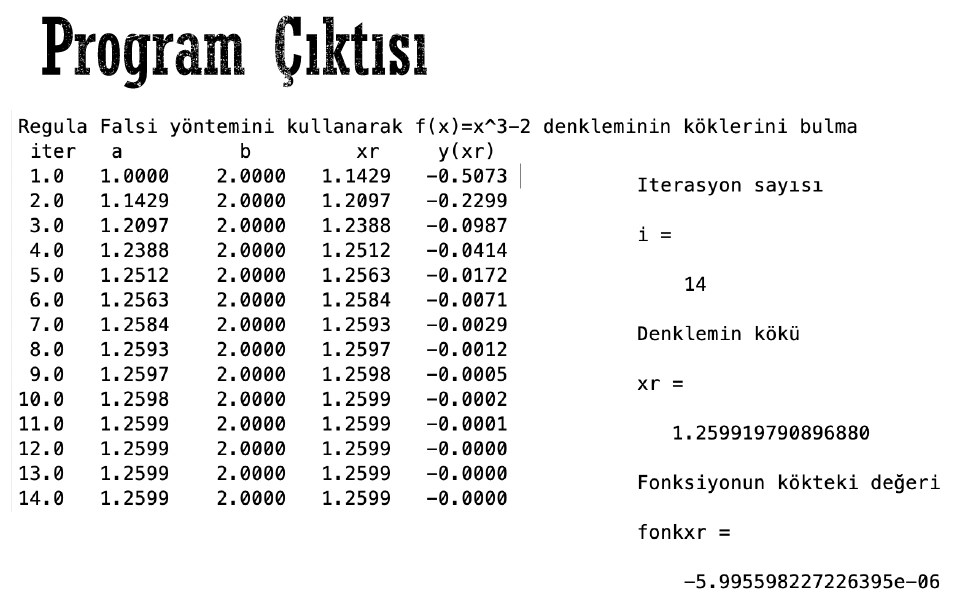 Program Çıktısı
Regula Falsi yöntemini kullanarak f(x)=x^3-2 denkleminin köklerini bulma
iter a b xr y(xr)
1.0 1.0000 2.0000 1.1429 -0.5073
2.0 1.1429 2.0000 1.2097 -0.2299
3.0 1.2097 2.0000 1.2388 -0.0987
4.0 1.2388 2.0000 1.2512 -0.0414
5.0 1.2512 2.0000 1.2563 -0.0172
6.0 1.2563 2.0000 1.2584 -0.0071
7.0 1.2584 2.0000 1.2593 -0.0029
8.0 1.2593 2.0000 1.2597 -0.0012
9.0 1.2597 2.0000 1.2598 -0.0005
10.0 1.2598 2.0000 1.2599 -0.0002
11.0 1.2599 2.0000 1.2599 -0.0001
12.0 1.2599 2.0000 1.2599 -0.0000
13.0 1.2599 2.0000 1.2599 -0.0000
14.0 1.2599 2.0000 1.2599 -0.0000
Iterasyon sayısı
i =
14
Denklemin kökü
xr =
1.259919790896880
Fonksiyonun kökteki değeri
fonkxr =
-5.995598227226395e-06